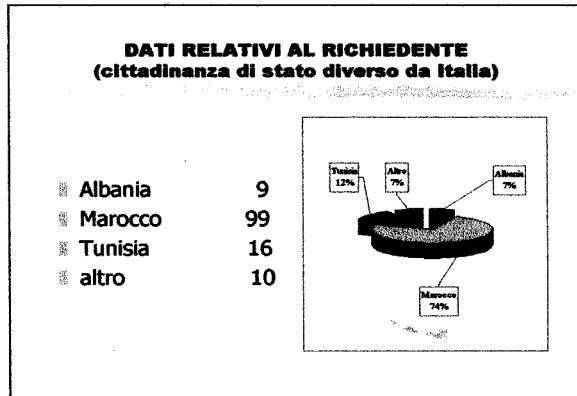 DATI RELATIVI AL RICHIEDENTE
(cittadinanza di stato diverso da Italia)
Albania 9
Marocco 99
Tunisia 16
altro 10
Tunisia
12%
Altro
7%
Albania
7%
Marocco
74%